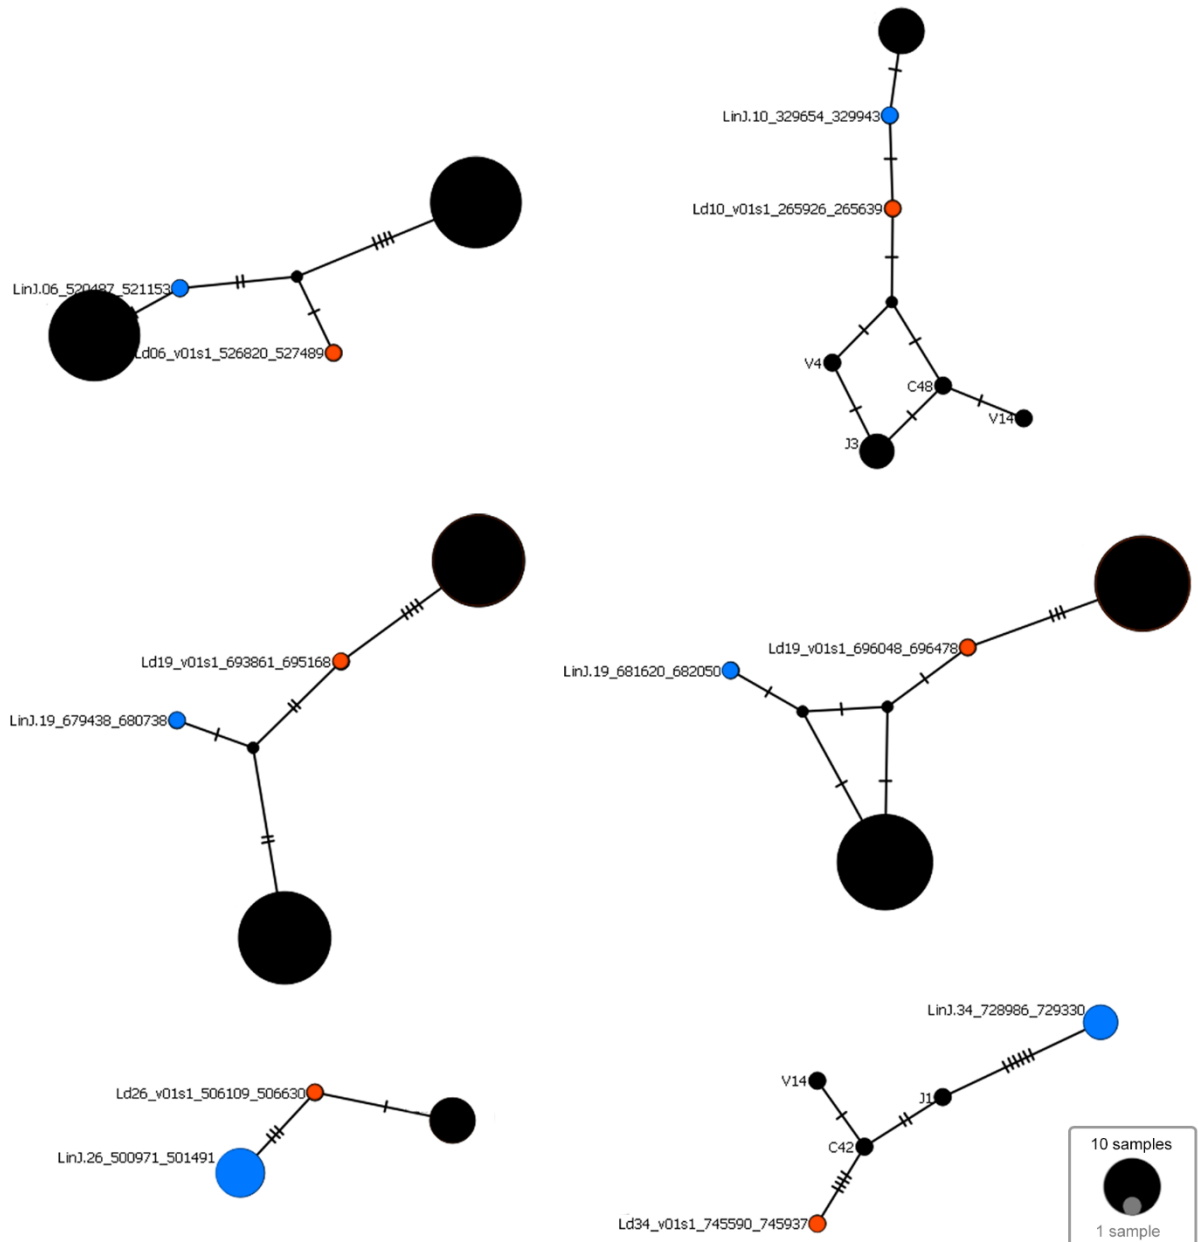 LinJ.10_329654_329943
Ld10_v01s1_265926_265639
LinJ.06_520487_521153
Ld06_v01s1_526820_527489
V4
C48
V14
J3
Ld19_v01s1_693861_695168
LinJ.19_679438_680738
Ld19_v01s1_696048_696478
LinJ.19_681620_682050
LinJ.34_728986_729330
Ld26_v01s1_506109_506630
V14
J1
LinJ.26_500971_501491
C42
Ld34_v01s1_745590_745937
10 samples
1 sample